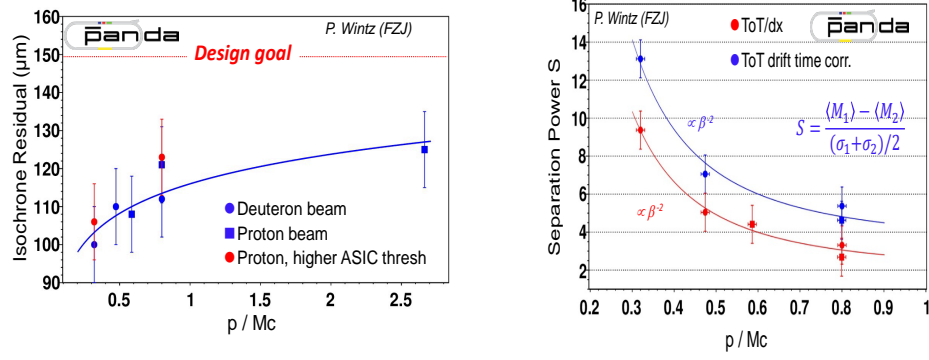 160
150
140
130
120
110
100
90
Isochrone Residual (μm)
p̄anda
P. Wintz (FZJ)
Design goal
Deuteron beam
Proton beam
Proton, higher ASIC thresh
0.5
1
1.5
2
2.5
p / Mc
16
14
12
10
8
6
4
2
Separation Power S
P. Wintz (FZJ)
ToT/dx
p̄anda
ToT drift time corr.
∝ β⁻²
S = (⟨M₁⟩ − ⟨M₂⟩) / ((σ₁+σ₂)/2)
∝ β⁻²
0.2
0.3
0.4
0.5
0.6
0.7
0.8
0.9
1
p / Mc